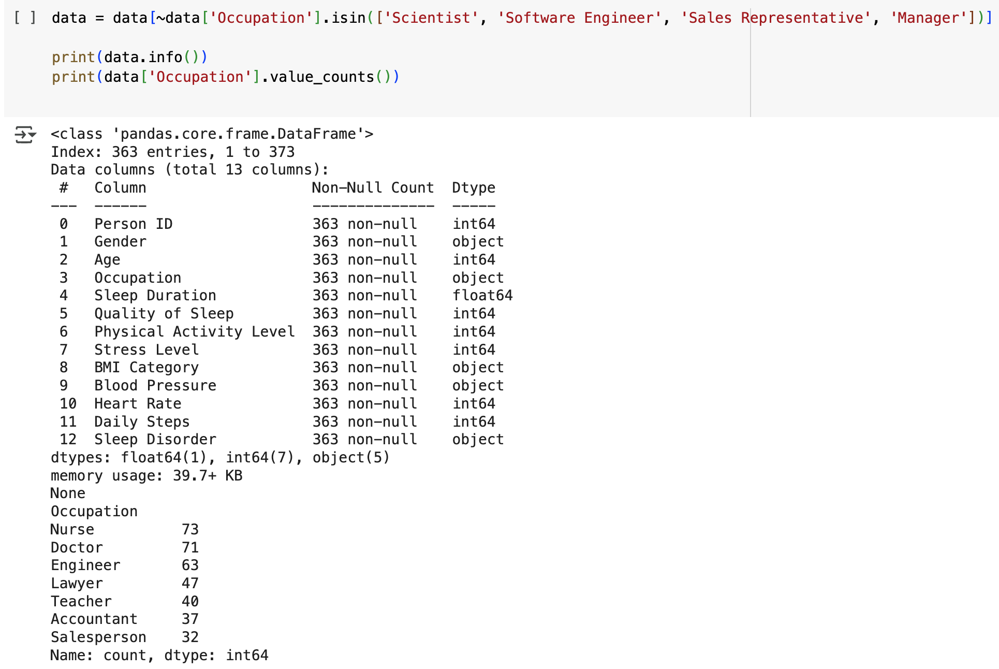 [ ] data = data[~data['Occupation'].isin(['Scientist', 'Software Engineer', 'Sales Representative', 'Manager'])]
print(data.info())
print(data['Occupation'].value_counts())
<class 'pandas.core.frame.DataFrame'>
Index: 363 entries, 1 to 373
Data columns (total 13 columns):
 #   Column                   Non-Null Count  Dtype
---  ------                   --------------  -----
 0   Person ID                363 non-null    int64
 1   Gender                   363 non-null    object
 2   Age                      363 non-null    int64
 3   Occupation               363 non-null    object
 4   Sleep Duration           363 non-null    float64
 5   Quality of Sleep         363 non-null    int64
 6   Physical Activity Level  363 non-null    int64
 7   Stress Level             363 non-null    int64
 8   BMI Category             363 non-null    object
 9   Blood Pressure           363 non-null    object
 10  Heart Rate               363 non-null    int64
 11  Daily Steps              363 non-null    int64
 12  Sleep Disorder           363 non-null    object
dtypes: float64(1), int64(7), object(5)
memory usage: 39.7+ KB
None
Occupation
Nurse          73
Doctor         71
Engineer       63
Lawyer         47
Teacher        40
Accountant     37
Salesperson    32
Name: count, dtype: int64